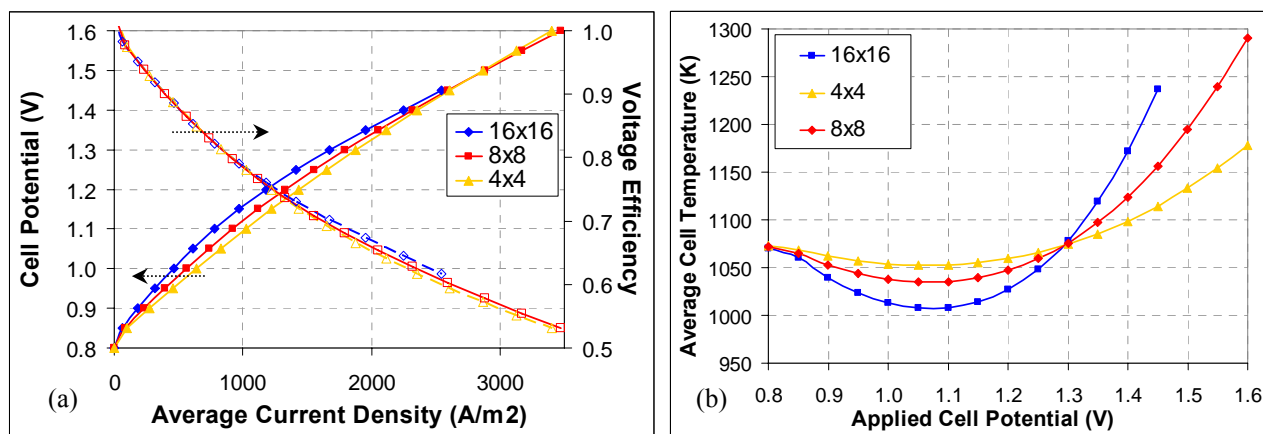 1.6
1.5
1.4
1.3
1.2
1.1
1.0
0.9
0.8
Cell Potential (V)
1.0
0.9
0.8
0.7
0.6
0.5
Voltage Efficiency
16x16
8x8
4x4
0
1000
2000
3000
Average Current Density (A/m2)
(a)
1300
1250
1200
1150
1100
1050
1000
950
Average Cell Temperature (K)
16x16
4x4
8x8
0.8
0.9
1.0
1.1
1.2
1.3
1.4
1.5
1.6
Applied Cell Potential (V)
(b)